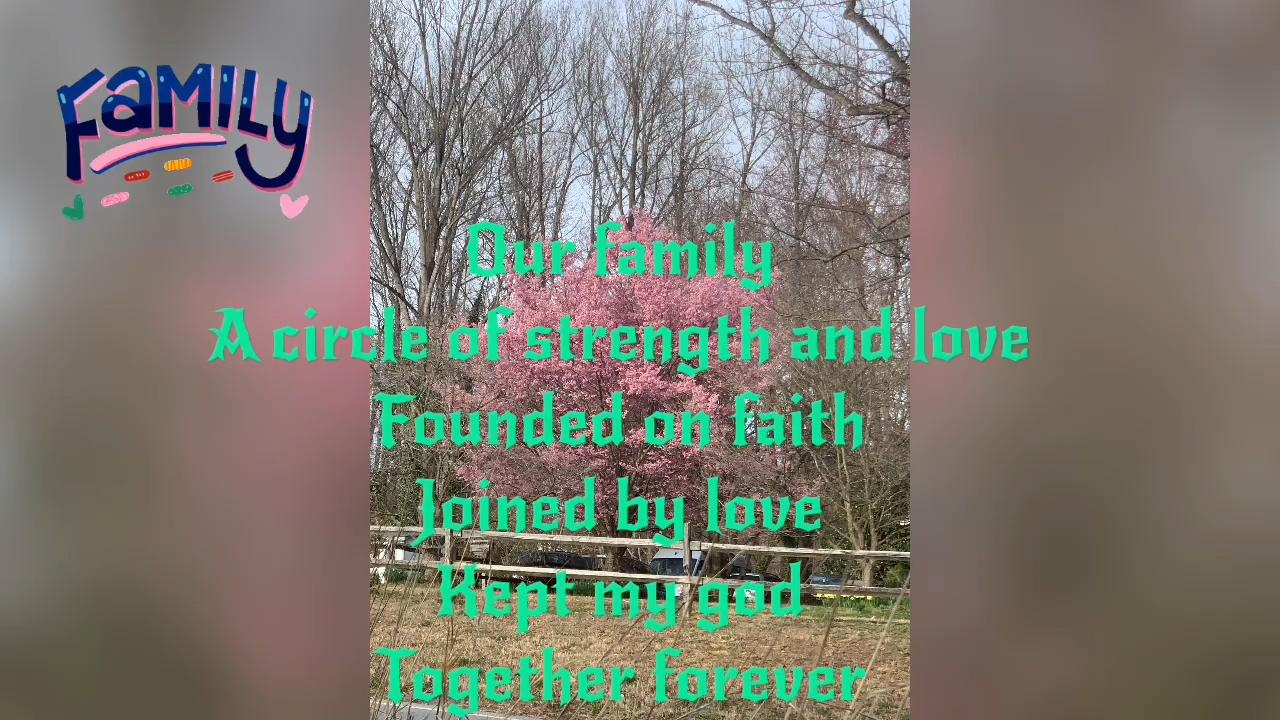 FaMILY
Our family
A circle of strength and love
Founded on faith
Joined by love
Kept my god
Together forever